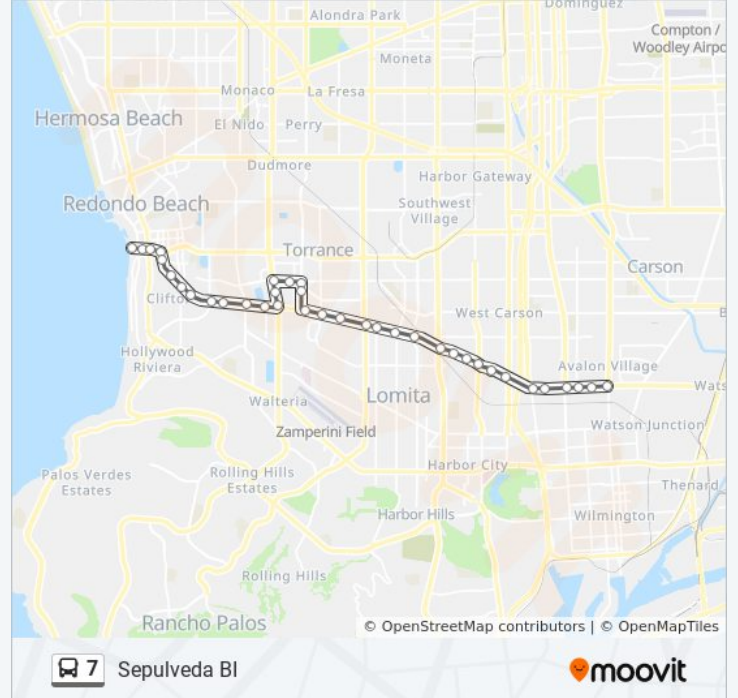 Dominguez
Alondra Park
Compton /
Woodley Airpo
Moneta
Monaco
La Fresa
Hermosa Beach
El Nido
Perry
Dudmore
Harbor Gateway
Redondo Beach
Southwest
Village
Torrance
Carson
Clifto
West Carson
B
Hollywood
Riviera
Avalon Village
Wats
Lomita
Walteria
Watson Junction
Zamperini Field
Harbor City
Palos Verdes
Estates
Rolling Hills
Estates
Thenard
Harbor Hills
Wilmington
Rolling Hills
Rancho Palos
© OpenStreetMap contributors | © OpenMapTiles
7 Sepulveda Bl
moovit